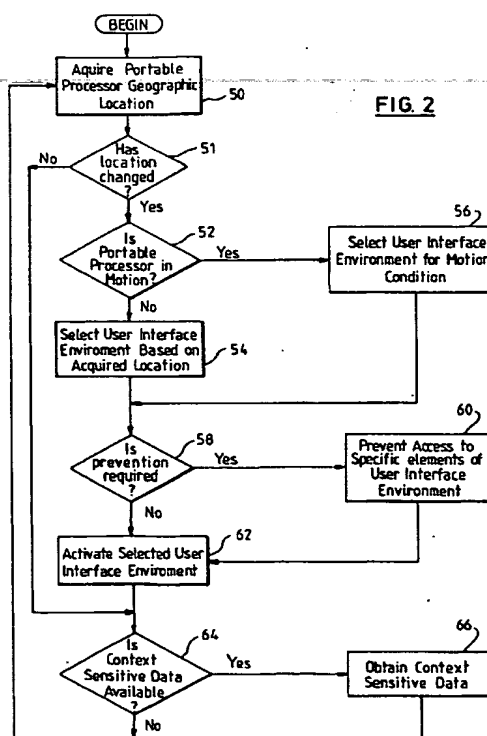 BEGIN
Aquire Portable
Processor Geographic
Location
50
FIG. 2
Has
location
changed
?
51
No
Yes
Is
Portable
Processor in
Motion?
52
Yes
No
56
Select User Interface
Environment for Motion
Condition
Select User Interface
Enviroment Based on
Acquired Location
54
Is
prevention
required
?
58
Yes
No
60
Prevent Access to
Specific elements of
User Interface
Environment
Activate Selected User
Interface Enviroment
62
Is
Context
Sensitive Data
Available
?
64
Yes
No
66
Obtain Context
Sensitive Data